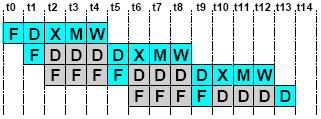 t0 t1 t2 t3 t4 t5 t6 t7 t8 t9 t10 t11 t12 t13 t14
F D X M W
F D D D D X M W
F F F F D D D D X M W
F F F F D D D D